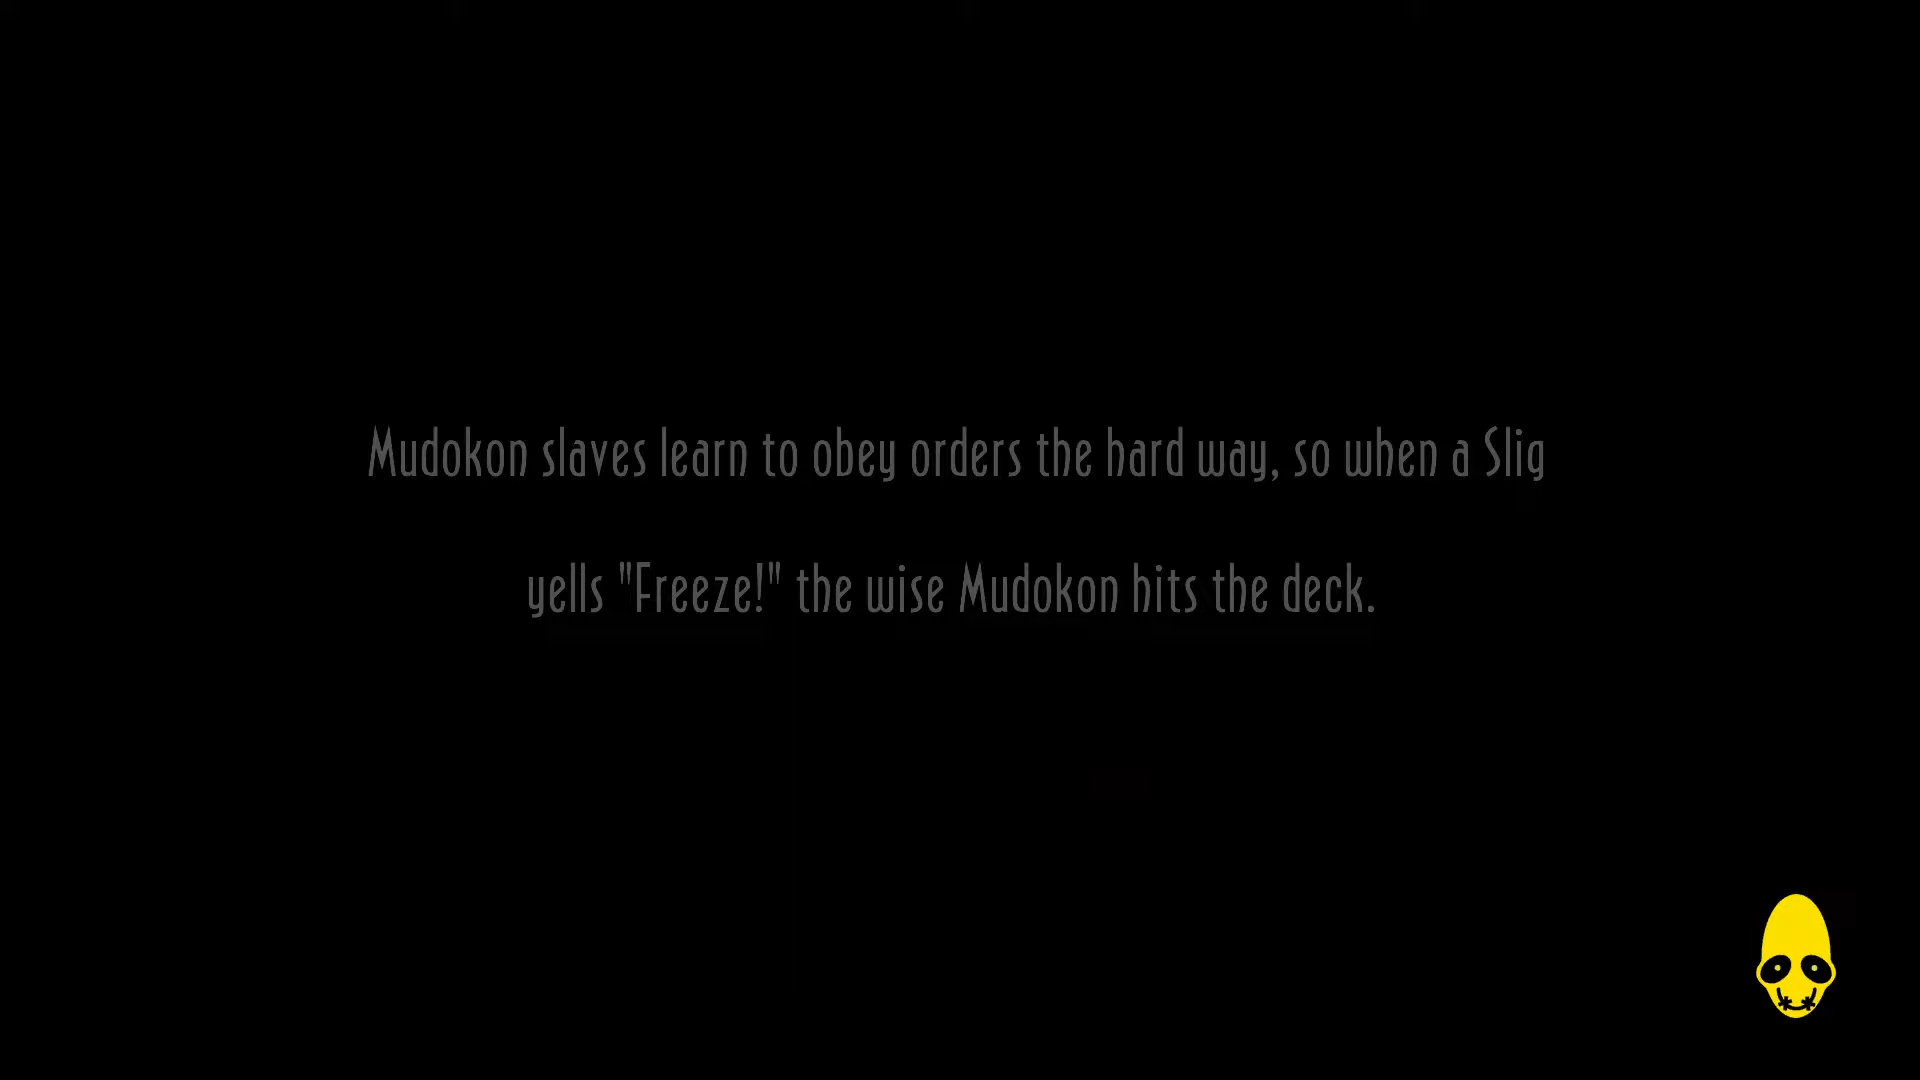 Mudokon slaves learn to obey orders the hard way, so when a Slig
yells "Freeze!" the wise Mudokon hits the deck.